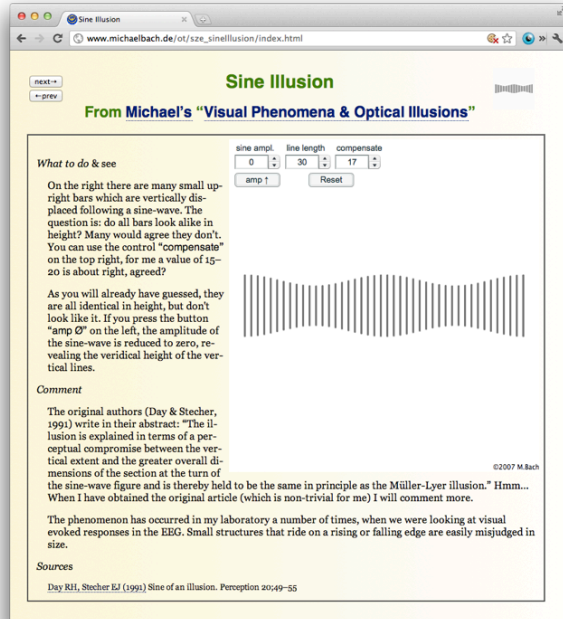 Sine Illusion
www.michaelbach.de/ot/sze_sineIllusion/index.html
next→
←prev
Sine Illusion
From Michael's “Visual Phenomena & Optical Illusions”
sine ampl. line length compensate
0 30 17
amp ↑ Reset
What to do & see
On the right there are many small up-
right bars which are vertically dis-
placed following a sine-wave. The
question is: do all bars look alike in
height? Many would agree they don't.
You can use the control “compensate”
on the top right, for me a value of 15–
20 is about right, agreed?
As you will already have guessed, they
are all identical in height, but don't
look like it. If you press the button
“amp Ø” on the left, the amplitude of
the sine-wave is reduced to zero, re-
vealing the veridical height of the ver-
tical lines.
Comment
The original authors (Day & Stecher,
1991) write in their abstract: “The il-
lusion is explained in terms of a per-
ceptual compromise between the ver-
tical extent and the greater overall di-
mensions of the section at the turn of
©2007 M.Bach
the sine-wave figure and is thereby held to be the same in principle as the Müller-Lyer illusion.” Hmm...
When I have obtained the original article (which is non-trivial for me) I will comment more.
The phenomenon has occurred in my laboratory a number of times, when we were looking at visual
evoked responses in the EEG. Small structures that ride on a rising or falling edge are easily misjudged in
size.
Sources
Day RH, Stecher EJ (1991) Sine of an illusion. Perception 20;49–55